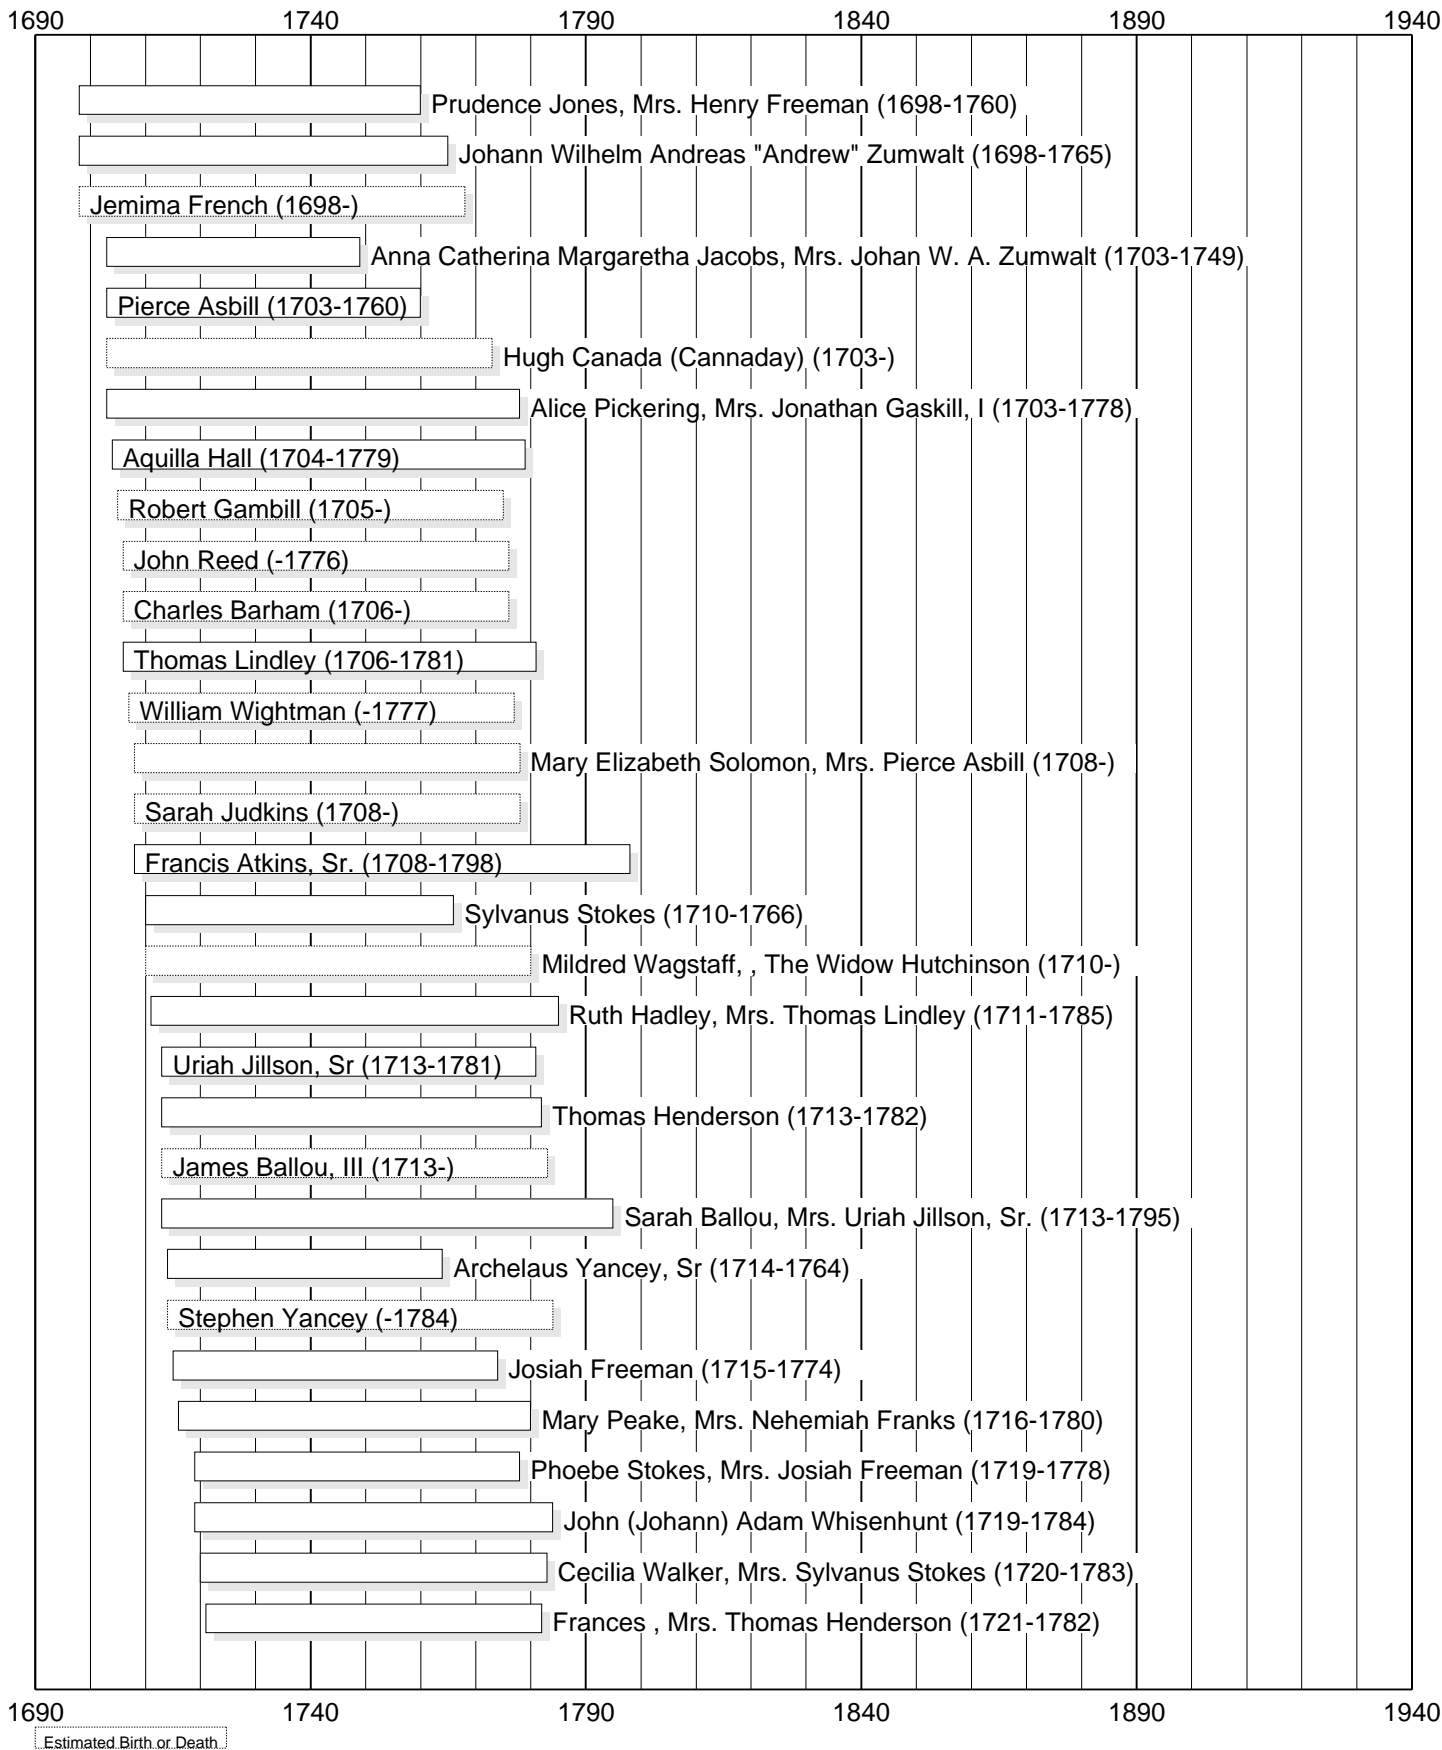 1690 1740 1790 1840 1890 1940
Prudence Jones, Mrs. Henry Freeman (1698-1760)
Johann Wilhelm Andreas "Andrew" Zumwalt (1698-1765)
Jemima French (1698-)
Anna Catherina Margaretha Jacobs, Mrs. Johan W. A. Zumwalt (1703-1749)
Pierce Asbill (1703-1760)
Hugh Canada (Cannaday) (1703-)
Alice Pickering, Mrs. Jonathan Gaskill, I (1703-1778)
Aquilla Hall (1704-1779)
Robert Gambill (1705-)
John Reed (-1776)
Charles Barham (1706-)
Thomas Lindley (1706-1781)
William Wightman (-1777)
Mary Elizabeth Solomon, Mrs. Pierce Asbill (1708-)
Sarah Judkins (1708-)
Francis Atkins, Sr. (1708-1798)
Sylvanus Stokes (1710-1766)
Mildred Wagstaff, , The Widow Hutchinson (1710-)
Ruth Hadley, Mrs. Thomas Lindley (1711-1785)
Uriah Jillson, Sr (1713-1781)
Thomas Henderson (1713-1782)
James Ballou, III (1713-)
Sarah Ballou, Mrs. Uriah Jillson, Sr. (1713-1795)
Archelaus Yancey, Sr (1714-1764)
Stephen Yancey (-1784)
Josiah Freeman (1715-1774)
Mary Peake, Mrs. Nehemiah Franks (1716-1780)
Phoebe Stokes, Mrs. Josiah Freeman (1719-1778)
John (Johann) Adam Whisenhunt (1719-1784)
Cecilia Walker, Mrs. Sylvanus Stokes (1720-1783)
Frances , Mrs. Thomas Henderson (1721-1782)
1690 1740 1790 1840 1890 1940
Estimated Birth or Death